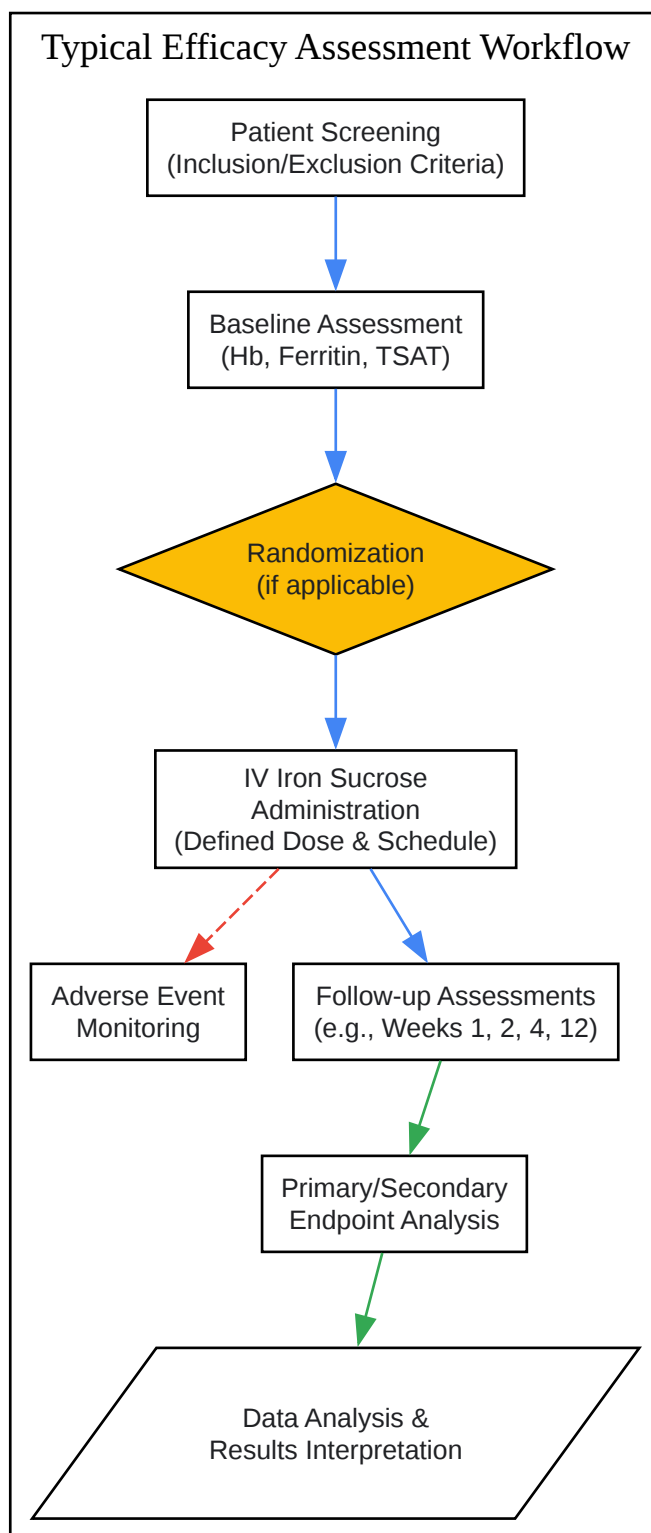 Typical Efficacy Assessment Workflow
Patient Screening
(Inclusion/Exclusion Criteria)
Baseline Assessment
(Hb, Ferritin, TSAT)
Randomization
(if applicable)
IV Iron Sucrose
Administration
(Defined Dose & Schedule)
Adverse Event
Monitoring
Follow-up Assessments
(e.g., Weeks 1, 2, 4, 12)
Primary/Secondary
Endpoint Analysis
Data Analysis &
Results Interpretation